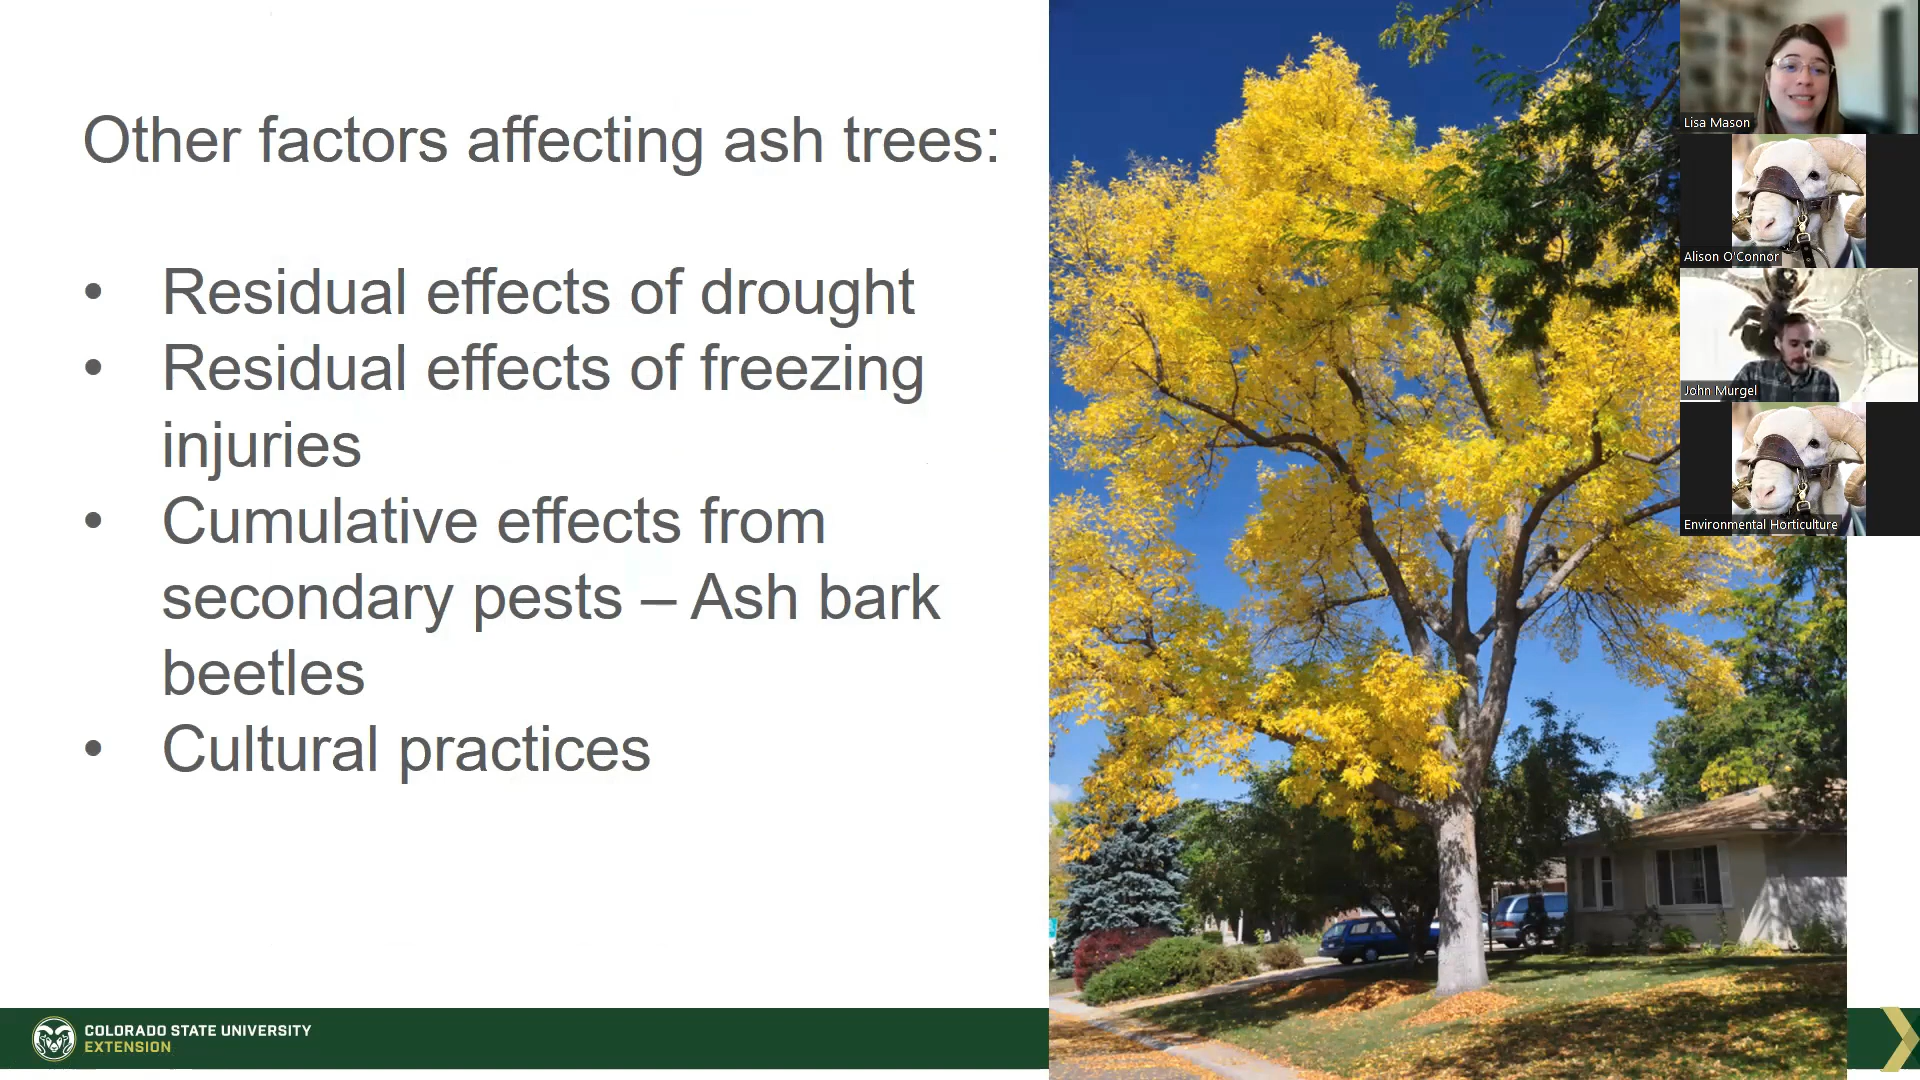 Other factors affecting ash trees:
• Residual effects of drought
• Residual effects of freezing
injuries
• Cumulative effects from
secondary pests – Ash bark
beetles
• Cultural practices
COLORADO STATE UNIVERSITY
EXTENSION
Lisa Mason
Alison O'Connor
John Murgel
Environmental Horticulture